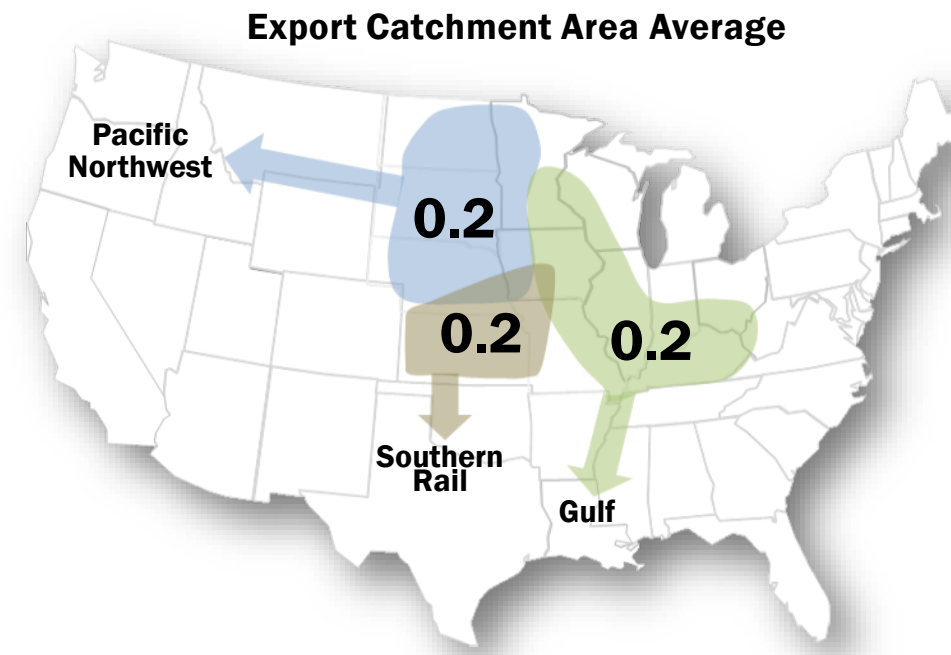 Export Catchment Area Average
Pacific
Northwest
0.2
0.2
0.2
Southern
Rail
Gulf